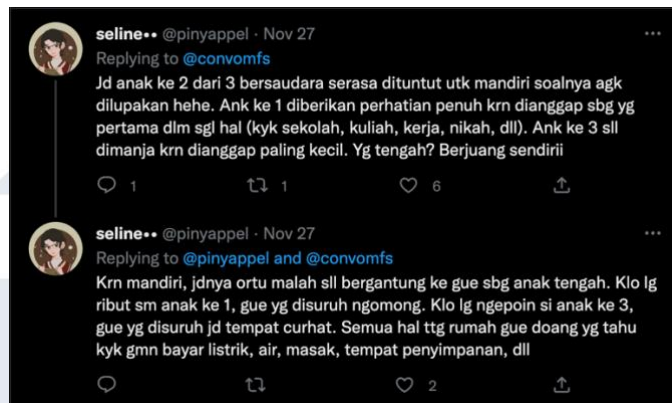 seline•• @pinyappel · Nov 27
Replying to @convomfs
Jd anak ke 2 dari 3 bersaudara serasa dituntut utk mandiri soalnya agk
dilupakan hehe. Ank ke 1 diberikan perhatian penuh krn dianggap sbg yg
pertama dlm sgl hal (kyk sekolah, kuliah, kerja, nikah, dll). Ank ke 3 sll
dimanja krn dianggap paling kecil. Yg tengah? Berjuang sendirii
1 1 6
seline•• @pinyappel · Nov 27
Replying to @pinyappel and @convomfs
Krn mandiri, jdnya ortu malah sll bergantung ke gue sbg anak tengah. Klo lg
ribut sm anak ke 1, gue yg disuruh ngomong. Klo lg ngepoin si anak ke 3,
gue yg disuruh jd tempat curhat. Semua hal ttg rumah gue doang yg tahu
kyk gmn bayar listrik, air, masak, tempat penyimpanan, dll
2